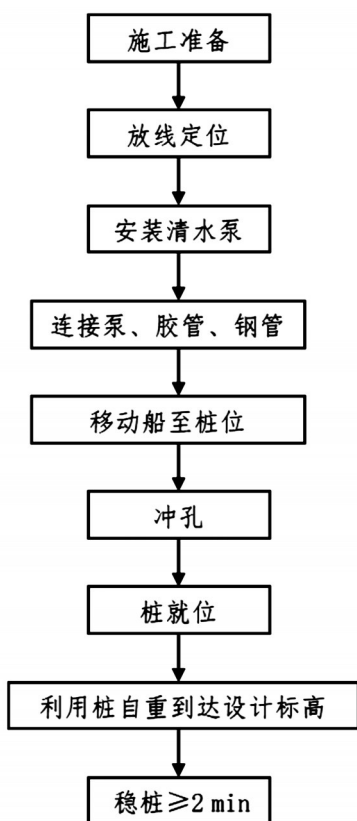 施工准备
放线定位
安装清水泵
连接泵、胶管、钢管
移动船至桩位
冲孔
桩就位
利用桩自重到达设计标高
稳桩≥2 min